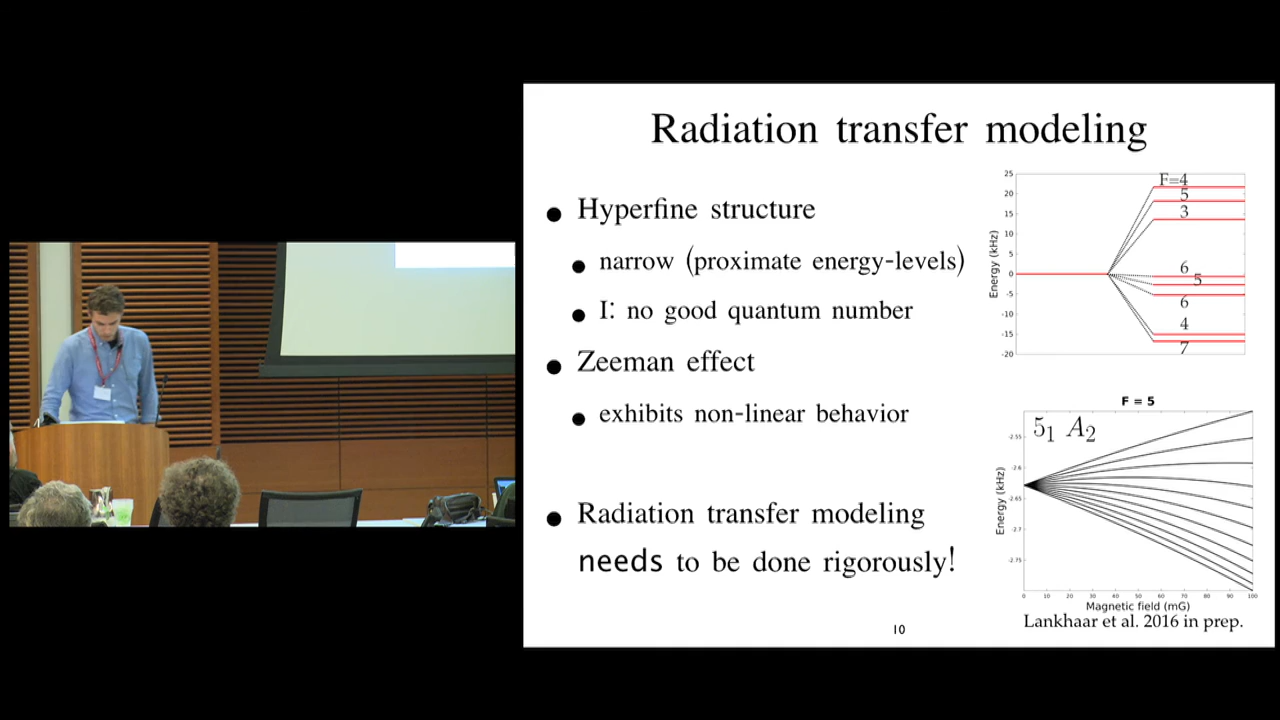 Radiation transfer modeling
Hyperfine structure
narrow (proximate energy-levels)
I: no good quantum number
Zeeman effect
exhibits non-linear behavior
Radiation transfer modeling
needs to be done rigorously!
10
25
20
15
10
5
0
-5
-10
-15
-20
Energy (kHz)
F=4
5
3
6
5
6
4
7
F = 5
5₁ A₂
-2.55
-2.6
-2.65
-2.7
-2.75
Energy (kHz)
0 10 20 30 40 50 60 70 80 90 100
Magnetic field (mG)
Lankhaar et al. 2016 in prep.